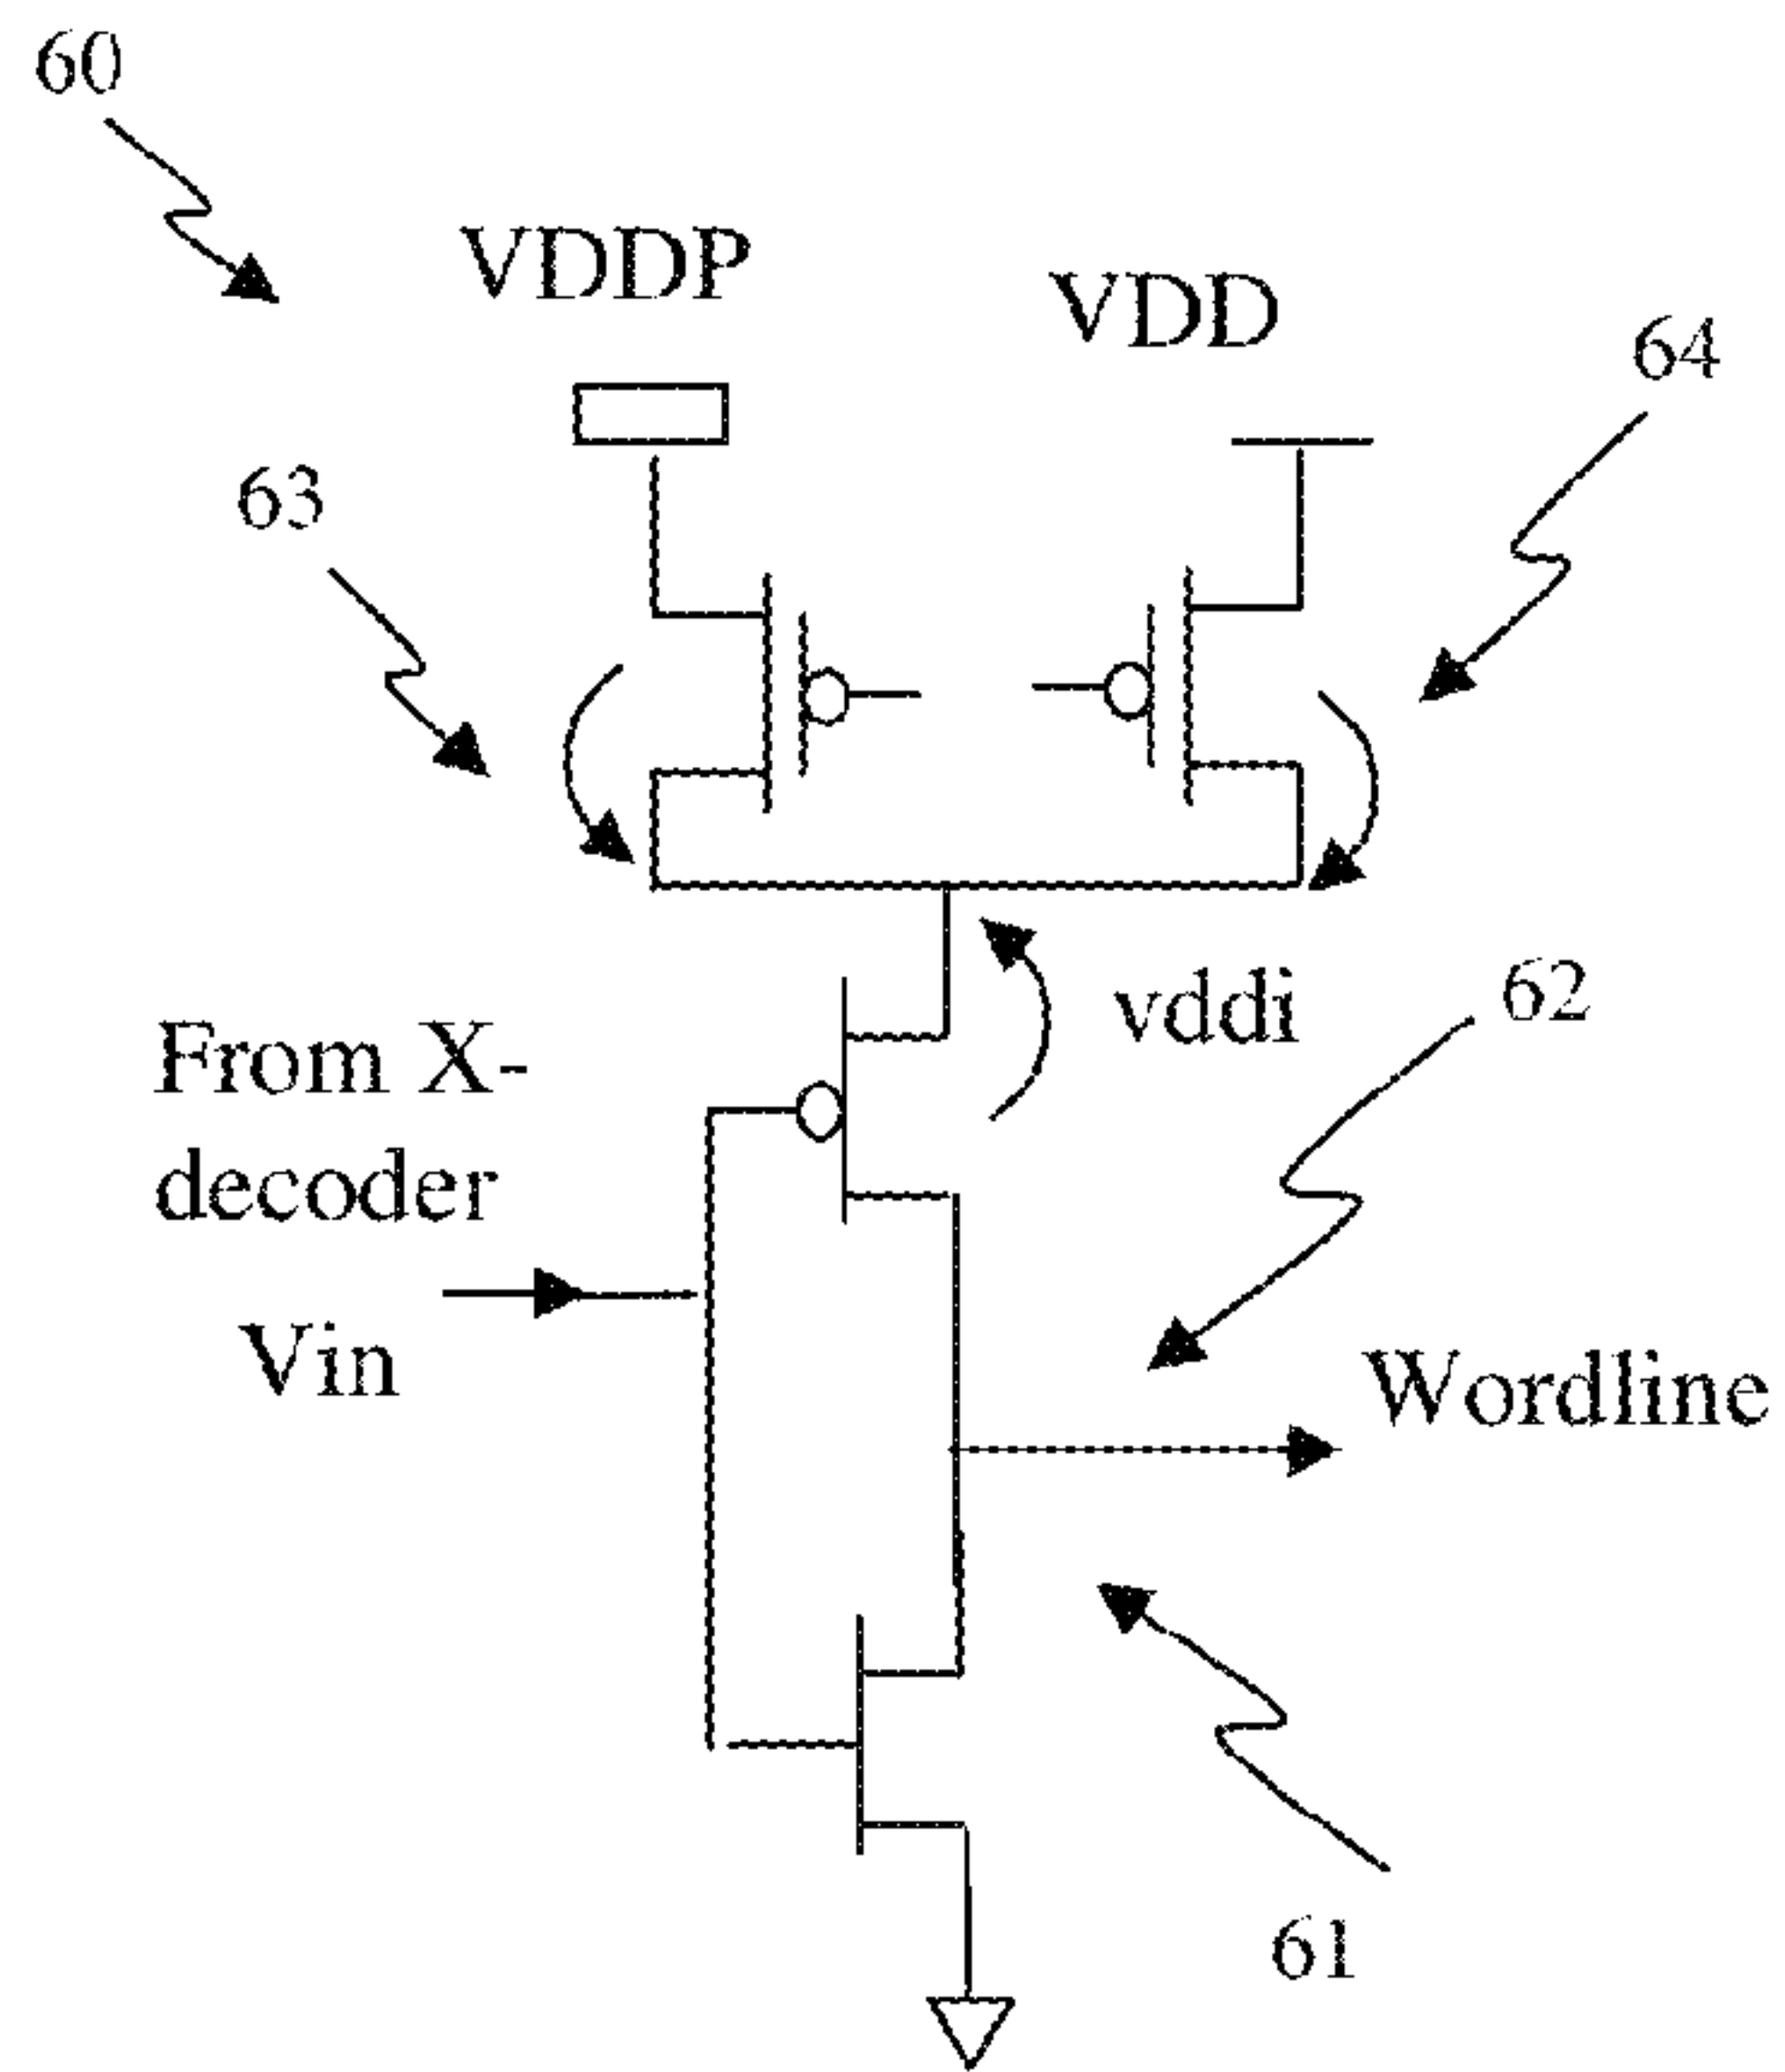 60
VDDP
VDD
64
63
vddi
62
From X-
decoder
Vin
Wordline
61